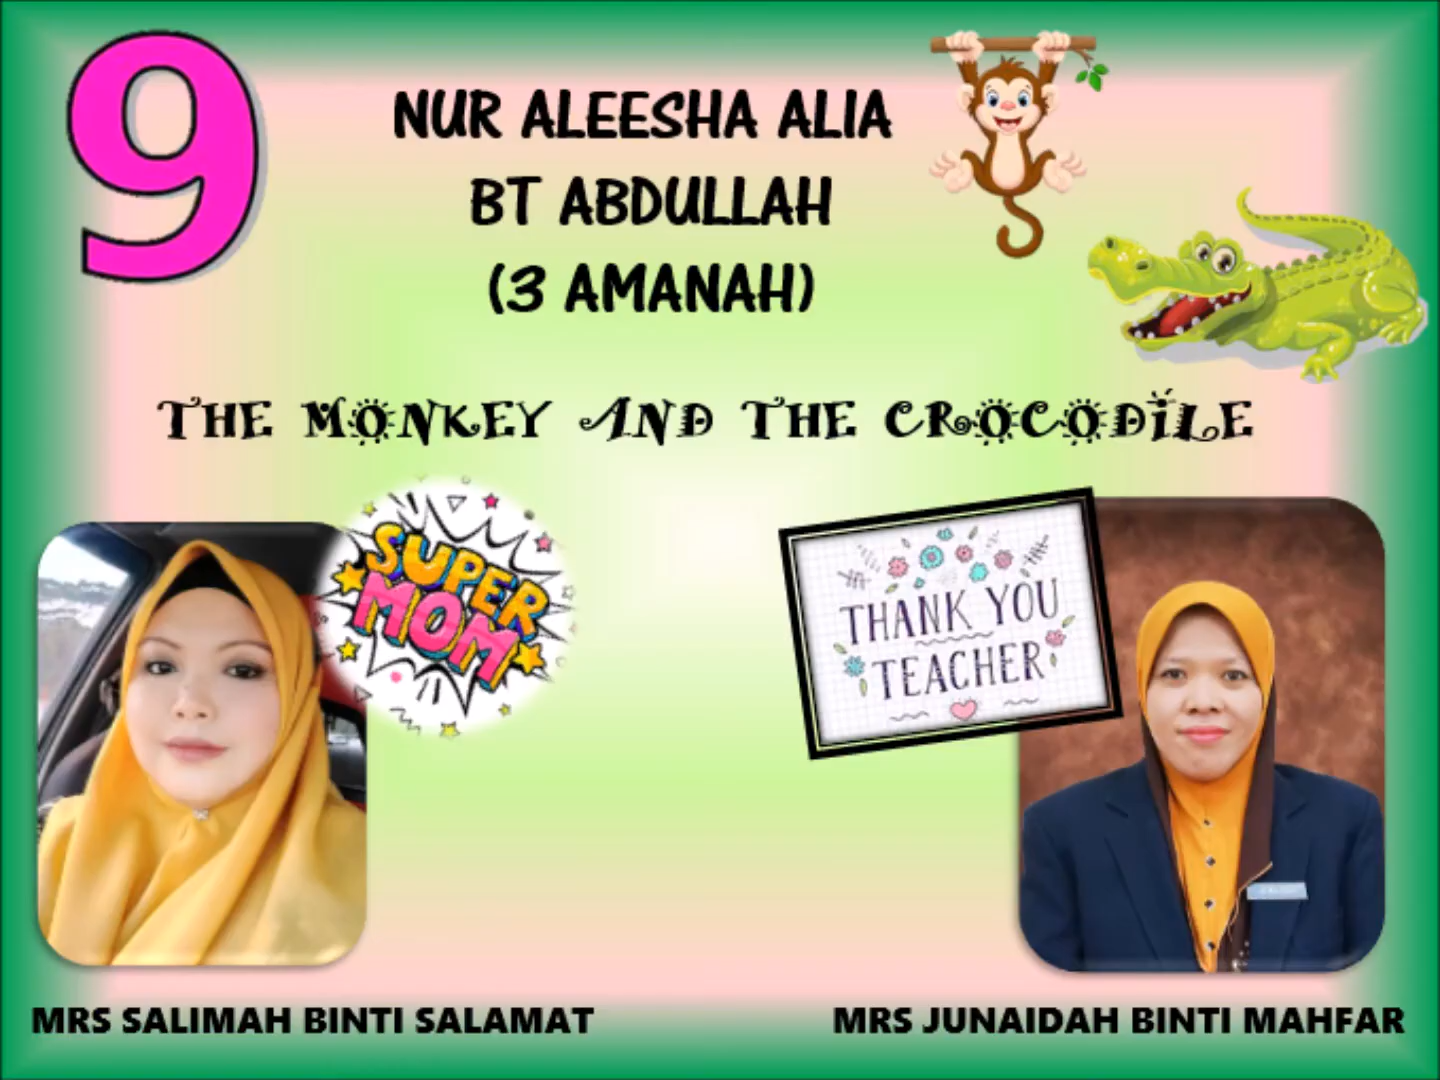 9
NUR ALEESHA ALIA
BT ABDULLAH
(3 AMANAH)
THE MONKEY AND THE CROCODILE
SUPER
MOM
THANK YOU
TEACHER
MRS SALIMAH BINTI SALAMAT
MRS JUNAIDAH BINTI MAHFAR